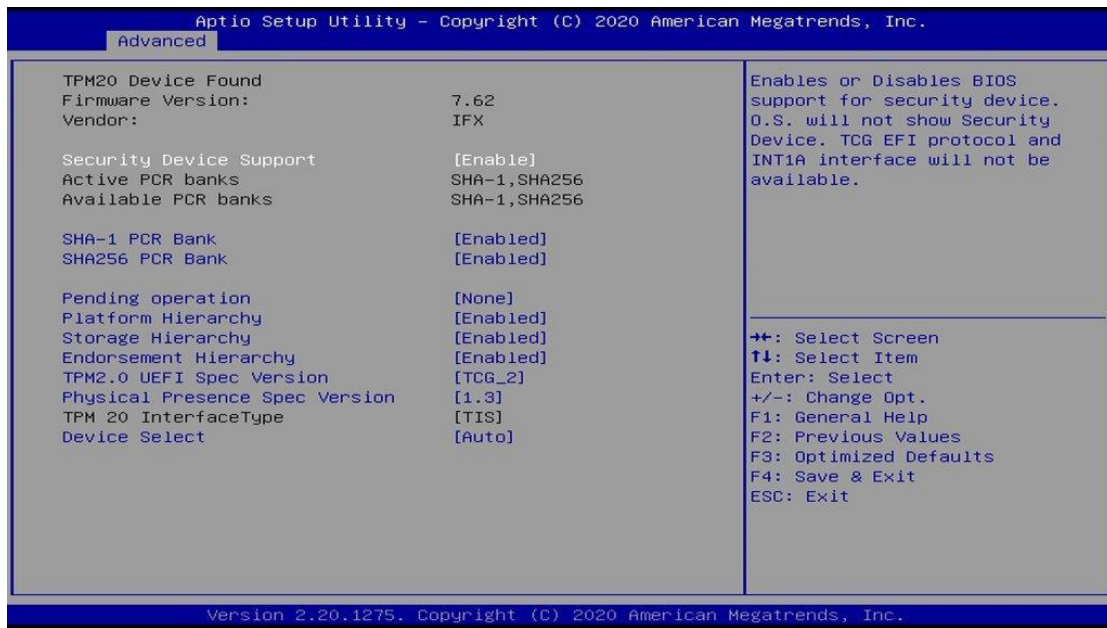 Aptio Setup Utility – Copyright (C) 2020 American Megatrends, Inc.
Advanced
TPM20 Device Found
Firmware Version: 7.62
Vendor: IFX
Security Device Support [Enable]
Active PCR banks SHA-1,SHA256
Available PCR banks SHA-1,SHA256
SHA-1 PCR Bank [Enabled]
SHA256 PCR Bank [Enabled]
Pending operation [None]
Platform Hierarchy [Enabled]
Storage Hierarchy [Enabled]
Endorsement Hierarchy [Enabled]
TPM2.0 UEFI Spec Version [TCG_2]
Physical Presence Spec Version [1.3]
TPM 20 InterfaceType [TIS]
Device Select [Auto]
Enables or Disables BIOS
support for security device.
O.S. will not show Security
Device. TCG EFI protocol and
INT1A interface will not be
available.
→←: Select Screen
↑↓: Select Item
Enter: Select
+/-: Change Opt.
F1: General Help
F2: Previous Values
F3: Optimized Defaults
F4: Save & Exit
ESC: Exit
Version 2.20.1275. Copyright (C) 2020 American Megatrends, Inc.